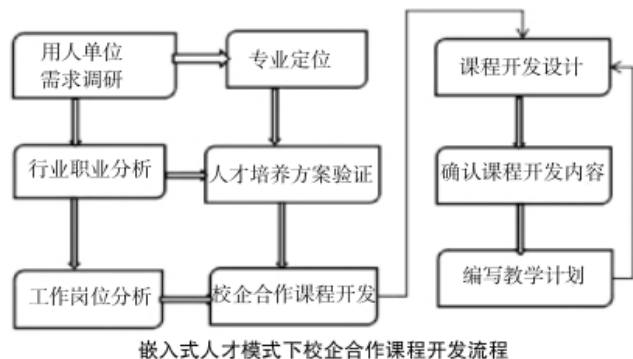 用人单位
需求调研
专业定位
行业职业分析
人才培养方案验证
工作岗位分析
校企合作课程开发
课程开发设计
确认课程开发内容
编写教学计划
嵌入式人才模式下校企合作课程开发流程